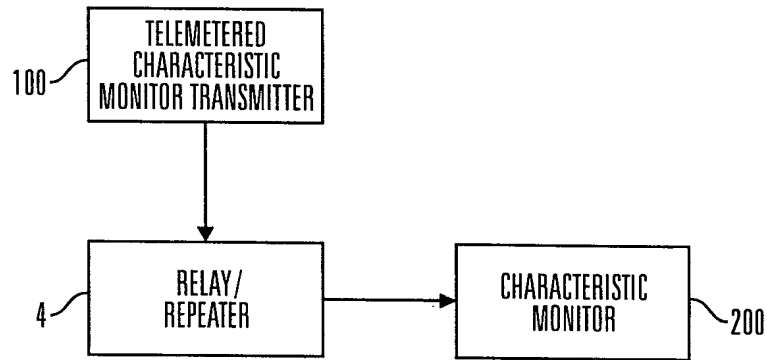 TELEMETERED
CHARACTERISTIC
MONITOR TRANSMITTER
100
RELAY/
REPEATER
4
CHARACTERISTIC
MONITOR
200